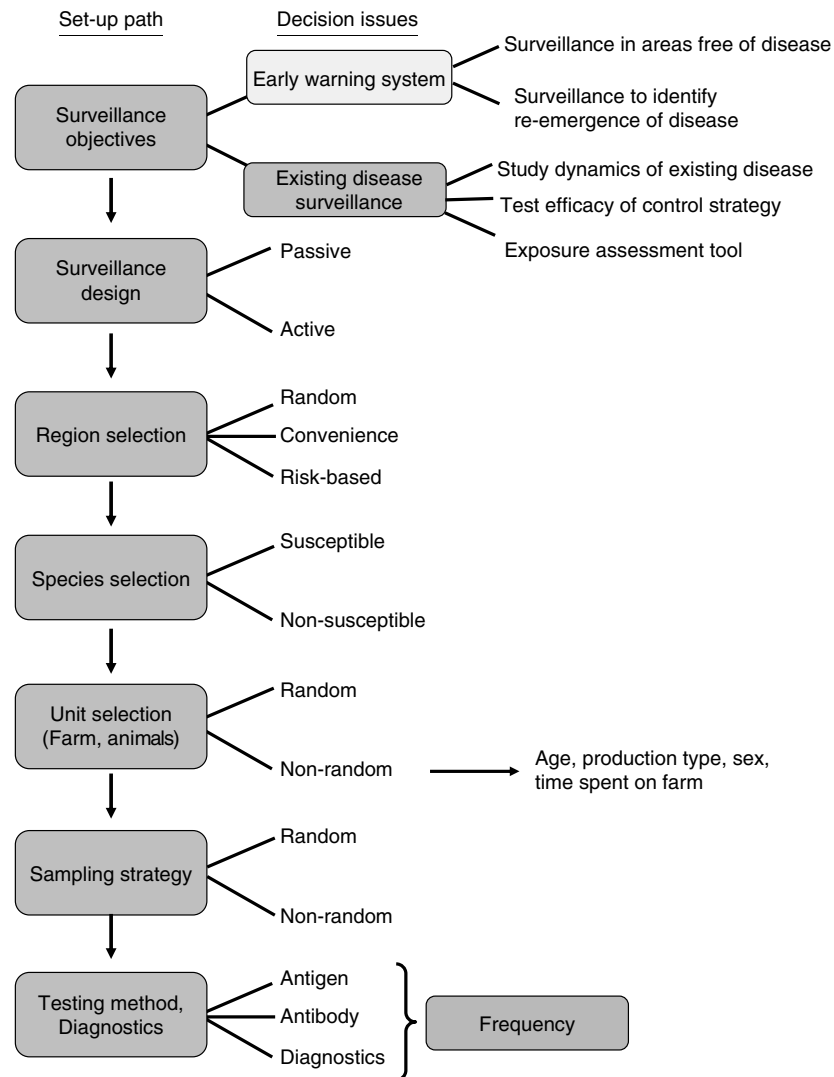 Set-up path
Decision issues
Surveillance
objectives
Early warning system
Surveillance in areas free of disease
Surveillance to identify
re-emergence of disease
Existing disease
surveillance
Study dynamics of existing disease
Test efficacy of control strategy
Exposure assessment tool
Surveillance
design
Passive
Active
Region selection
Random
Convenience
Risk-based
Species selection
Susceptible
Non-susceptible
Unit selection
(Farm, animals)
Random
Non-random
Age, production type, sex,
time spent on farm
Sampling strategy
Random
Non-random
Testing method,
Diagnostics
Antigen
Antibody
Diagnostics
Frequency